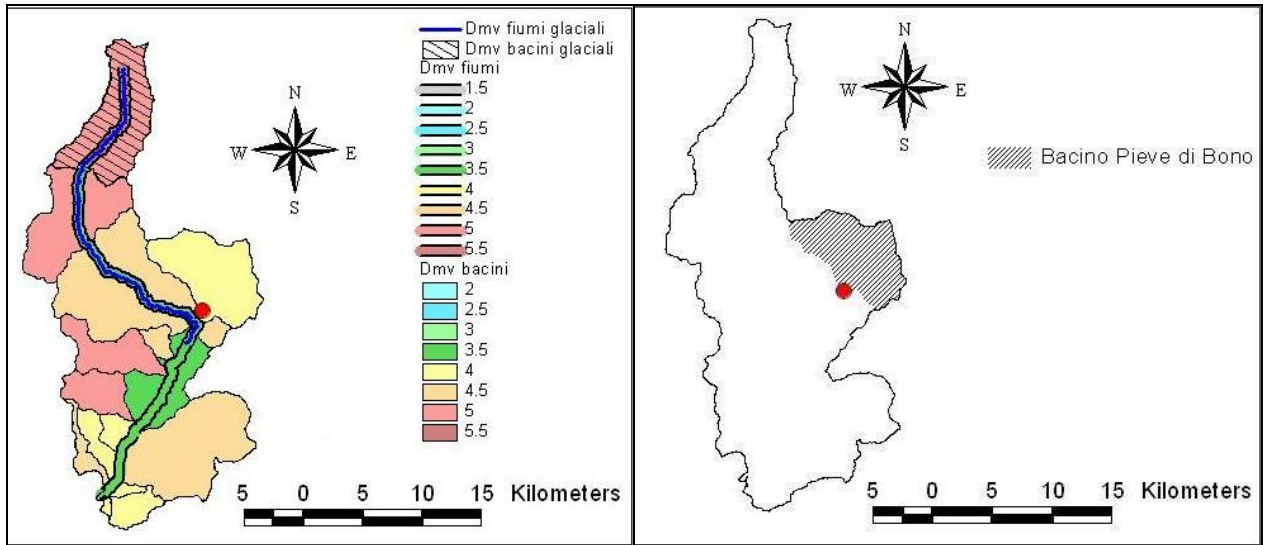 Dmv fiumi glaciali
Dmv bacini glaciali
Dmv fiumi
1.5
2
2.5
3
3.5
4
4.5
5
5.5
Dmv bacini
2
2.5
3
3.5
4
4.5
5
5.5
N
W E
S
5 0 5 10 15 Kilometers
N
W E
S
Bacino Pieve di Bono
5 0 5 10 15 Kilometers